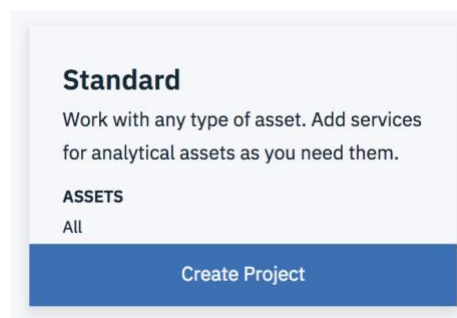 Standard
Work with any type of asset. Add services
for analytical assets as you need them.
ASSETS
All
Create Project